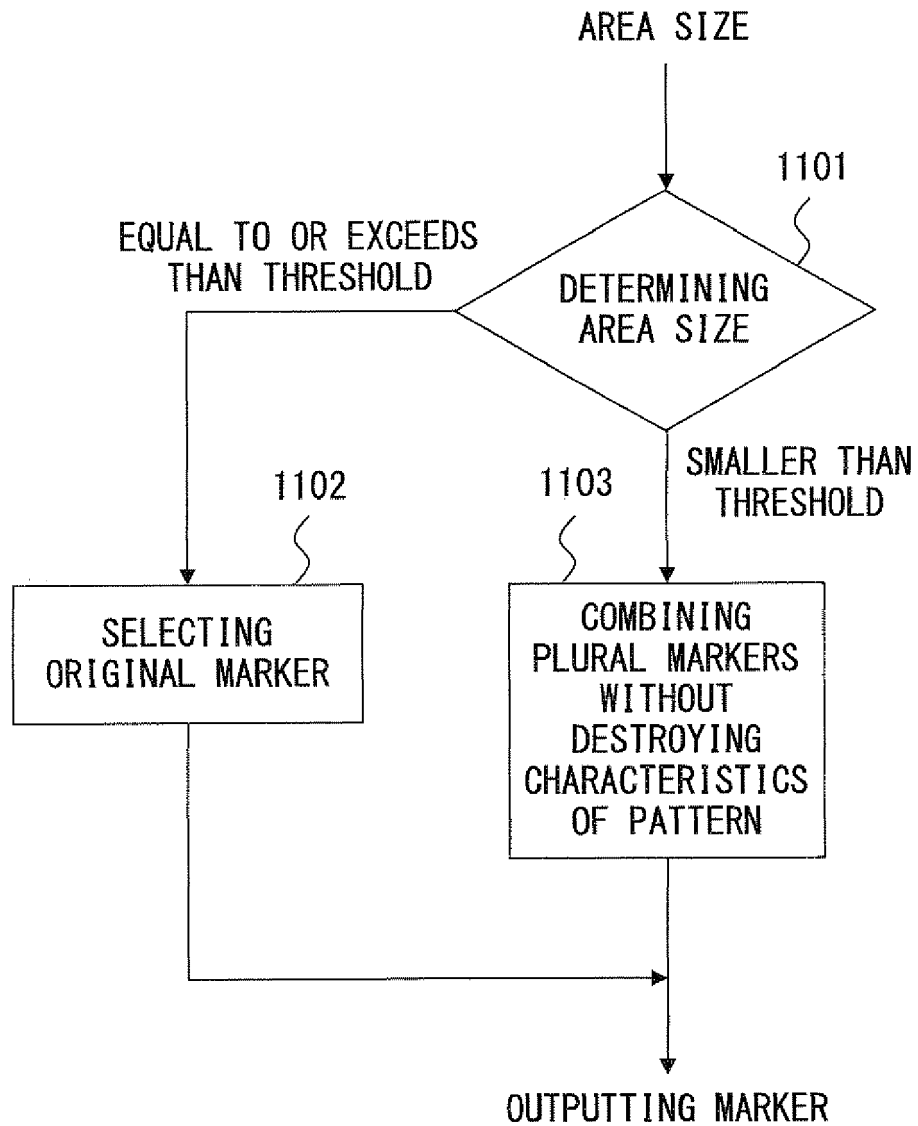 AREA SIZE
1101
EQUAL TO OR EXCEEDS
THAN THRESHOLD
DETERMINING
AREA SIZE
SMALLER THAN
THRESHOLD
1102
1103
SELECTING
ORIGINAL MARKER
COMBINING
PLURAL MARKERS
WITHOUT
DESTROYING
CHARACTERISTICS
OF PATTERN
OUTPUTTING MARKER